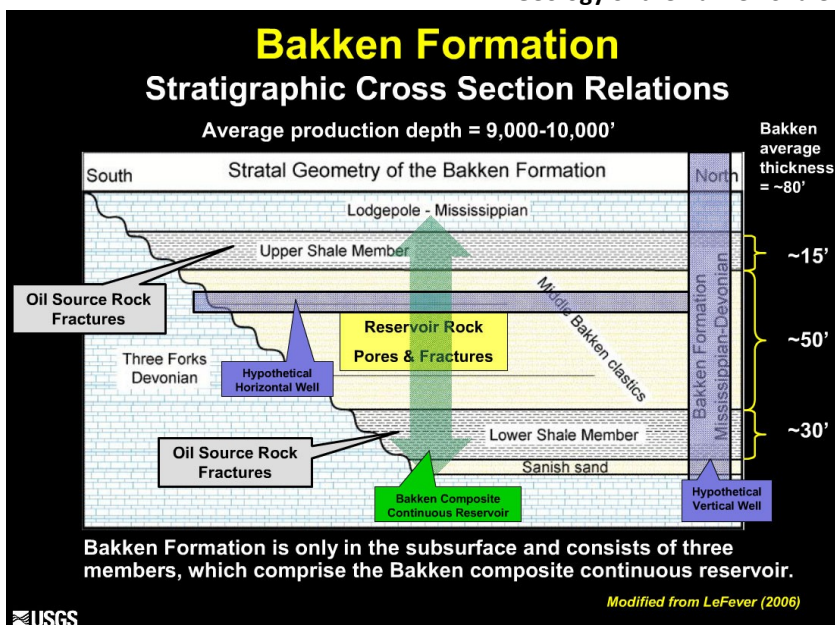 Bakken Formation
Stratigraphic Cross Section Relations
Average production depth = 9,000-10,000’
Bakken
average
thickness
= ~80’
South
Stratal Geometry of the Bakken Formation
North
Lodgepole - Mississippian
Upper Shale Member
~15’
Oil Source Rock
Fractures
Middle Bakken clastics
Reservoir Rock
Pores & Fractures
Three Forks
Devonian
Hypothetical
Horizontal Well
Bakken Formation
Mississippian-Devonian
~50’
Lower Shale Member
~30’
Oil Source Rock
Fractures
Sanish sand
Bakken Composite
Continuous Reservoir
Hypothetical
Vertical Well
Bakken Formation is only in the subsurface and consists of three
members, which comprise the Bakken composite continuous reservoir.
Modified from LeFever (2006)
USGS